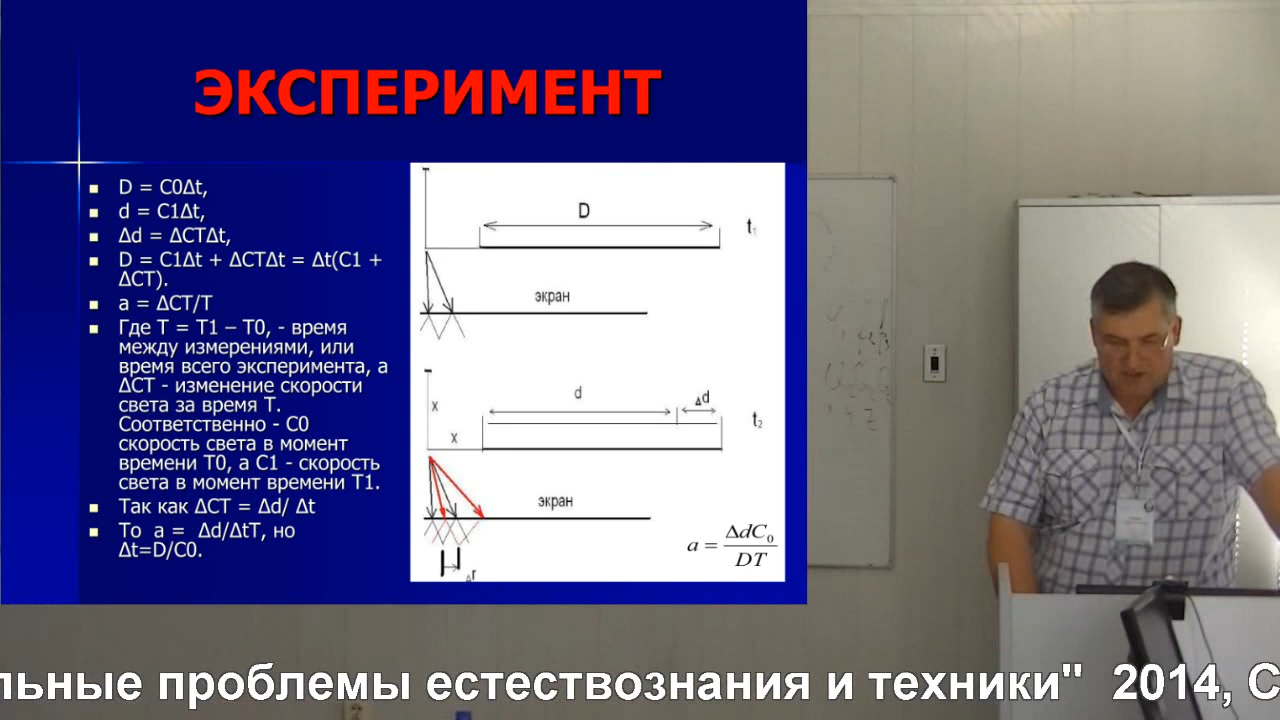 ЭКСПЕРИМЕНТ
D = C0Δt,
d = C1Δt,
Δd = ΔCTΔt,
D = C1Δt + ΔCTΔt = Δt(C1 +
ΔCT).
a = ΔCT/T
Где T = T1 – T0, - время
между измерениями, или
время всего эксперимента, а
ΔCT - изменение скорости
света за время T.
Соответственно - C0
скорость света в момент
времени T0, а C1 - скорость
света в момент времени T1.
Так как ΔCT = Δd/ Δt
То a = Δd/ΔtT, но
Δt=D/C0.
D
t₁
экран
d
Δd
x
t₂
x
экран
a = ΔdC₀/DT
Δr
льные проблемы естествознания и техники" 2014, С